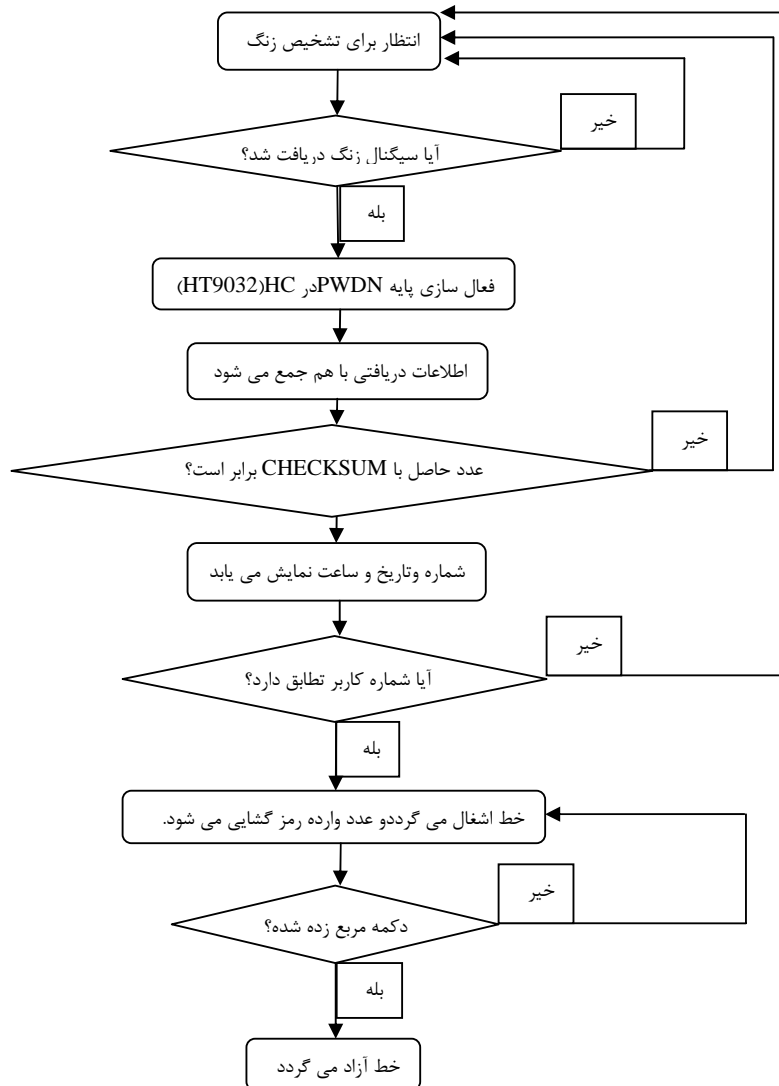 انتظار برای تشخیص زنگ
خیر
آیا سیگنال زنگ دریافت شد؟
بله
فعال سازی پایه PWDNدر HC(HT9032)
اطلاعات دریافتی با هم جمع می شود
خیر
عدد حاصل با CHECKSUM برابر است؟
شماره وتاریخ و ساعت نمایش می یابد
خیر
آیا شماره کاربر تطابق دارد؟
بله
خط اشغال می گرددو عدد وارده رمز گشایی می شود.
خیر
دکمه مربع زده شده؟
بله
خط آزاد می گردد